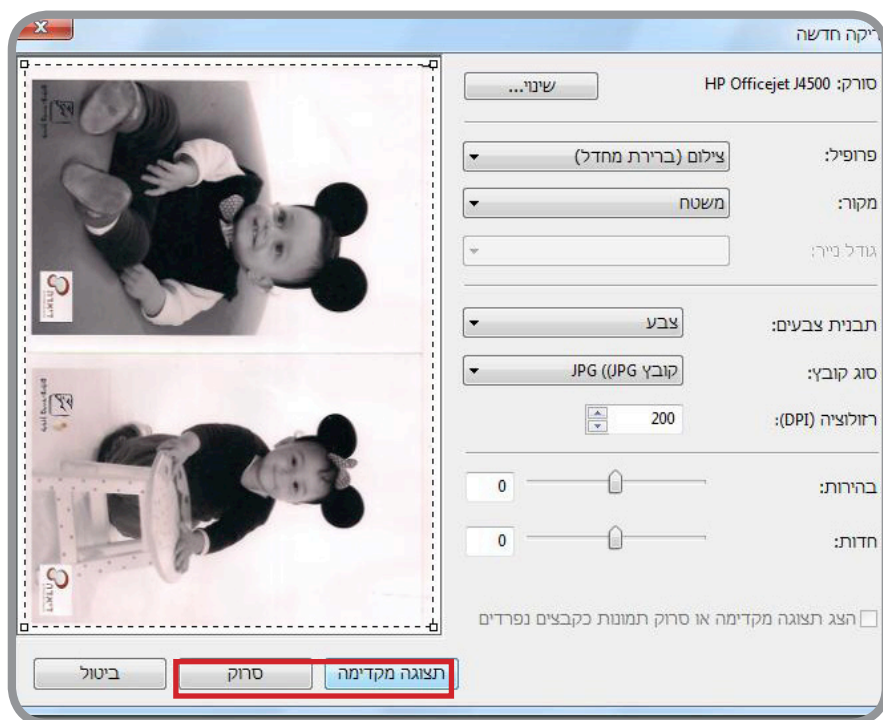 ריקה חדשה
סורק: HP Officejet J4500
שינוי...
פרופיל:
צילום (ברירת מחדל)
מקור:
משטח
גודל נייר:
תבנית צבעים:
צבע
סוג קובץ:
קובץ JPG ((JPG
רזולוציה (DPI):
200
בהירות:
0
חדות:
0
הצג תצוגה מקדימה או סרוק תמונות כקבצים נפרדים
תצוגה מקדימה
סרוק
ביטול